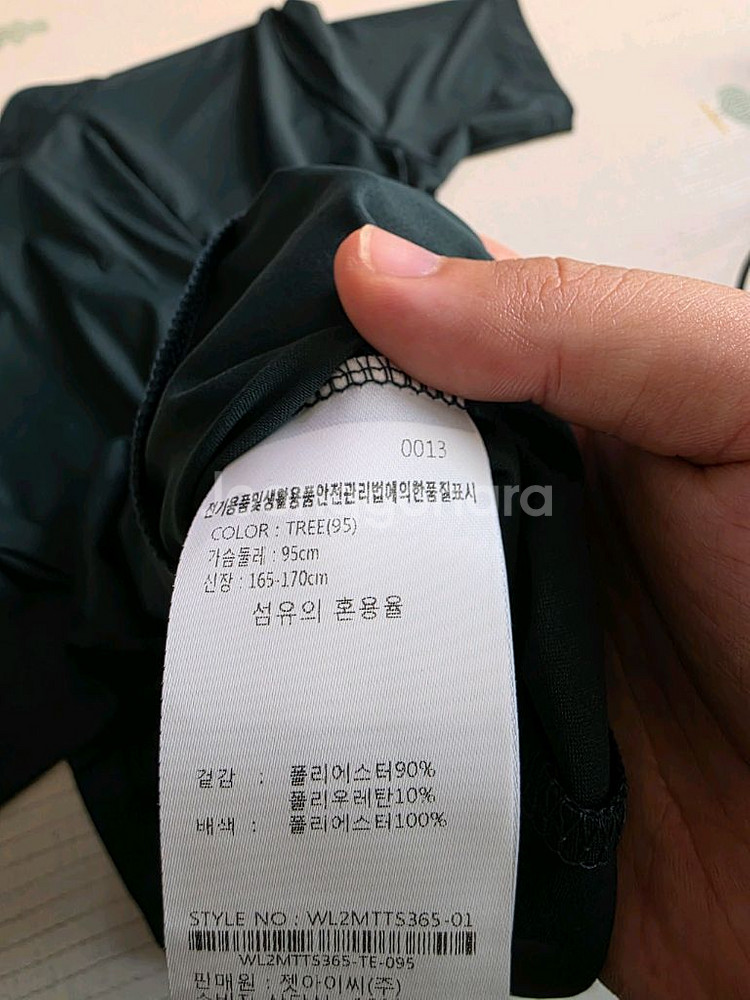 0013
전기용품및생활용품안전관리법에의한품질표시
COLOR : TREE(95)
가슴둘레 : 95cm
신장 : 165-170cm
섬유의 혼용율
겉감 : 폴리에스터90%
폴리우레탄10%
배색 : 폴리에스터100%
STYLE NO : WL2MTTS365-01
WL2MTTS365-TE-095
판매원 : 젯아이씨(주)